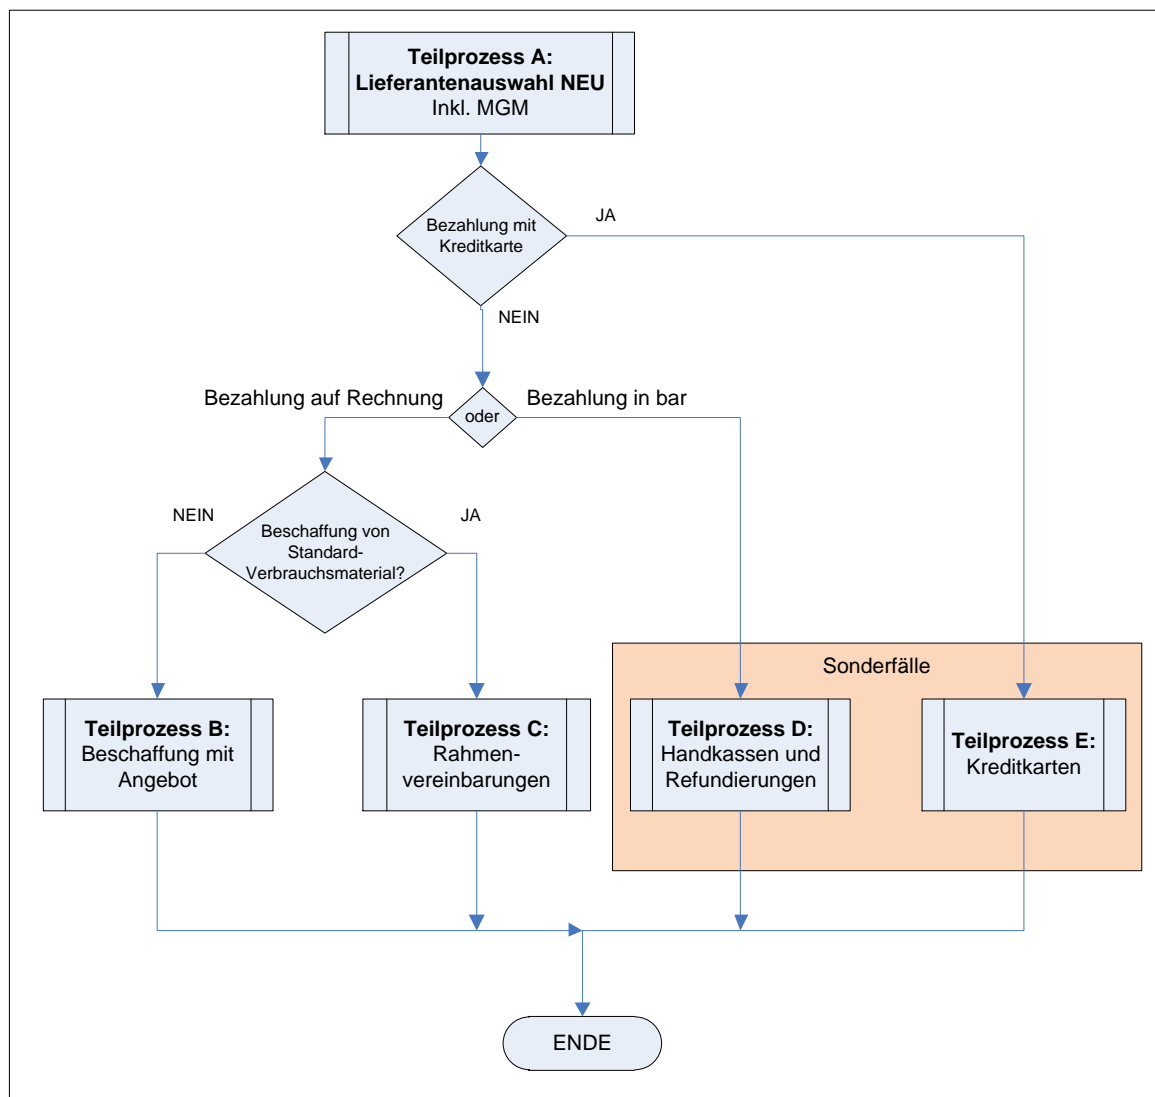 Teilprozess A:
Lieferantenauswahl NEU
Inkl. MGM
Bezahlung mit
Kreditkarte
JA
NEIN
Bezahlung auf Rechnung
oder
Bezahlung in bar
NEIN
Beschaffung von
Standard-
Verbrauchsmaterial?
JA
Sonderfälle
Teilprozess B:
Beschaffung mit
Angebot
Teilprozess C:
Rahmen-
vereinbarungen
Teilprozess D:
Handkassen und
Refundierungen
Teilprozess E:
Kreditkarten
ENDE